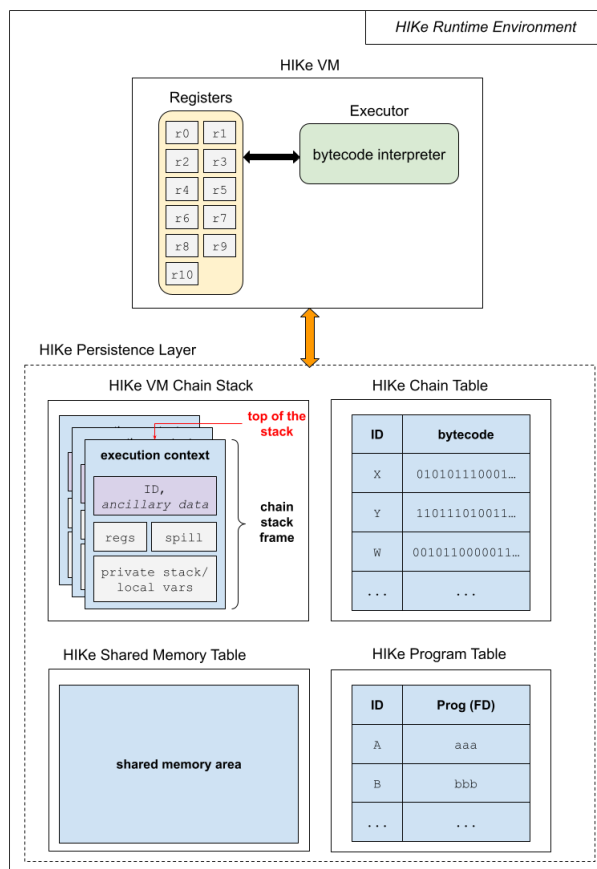 HIKe Runtime Environment
HIKe VM
Registers
Executor
r0 r1
r2 r3
r4 r5
r6 r7
r8 r9
r10
bytecode interpreter
HIKe Persistence Layer
HIKe VM Chain Stack
top of the
stack
execution context
ID,
ancillary data
regs spill
private stack/
local vars
chain
stack
frame
HIKe Chain Table
ID bytecode
X 010101110001…
Y 110111010011…
W 0010110000011…
... ...
HIKe Shared Memory Table
shared memory area
HIKe Program Table
ID Prog (FD)
A aaa
B bbb
... ...